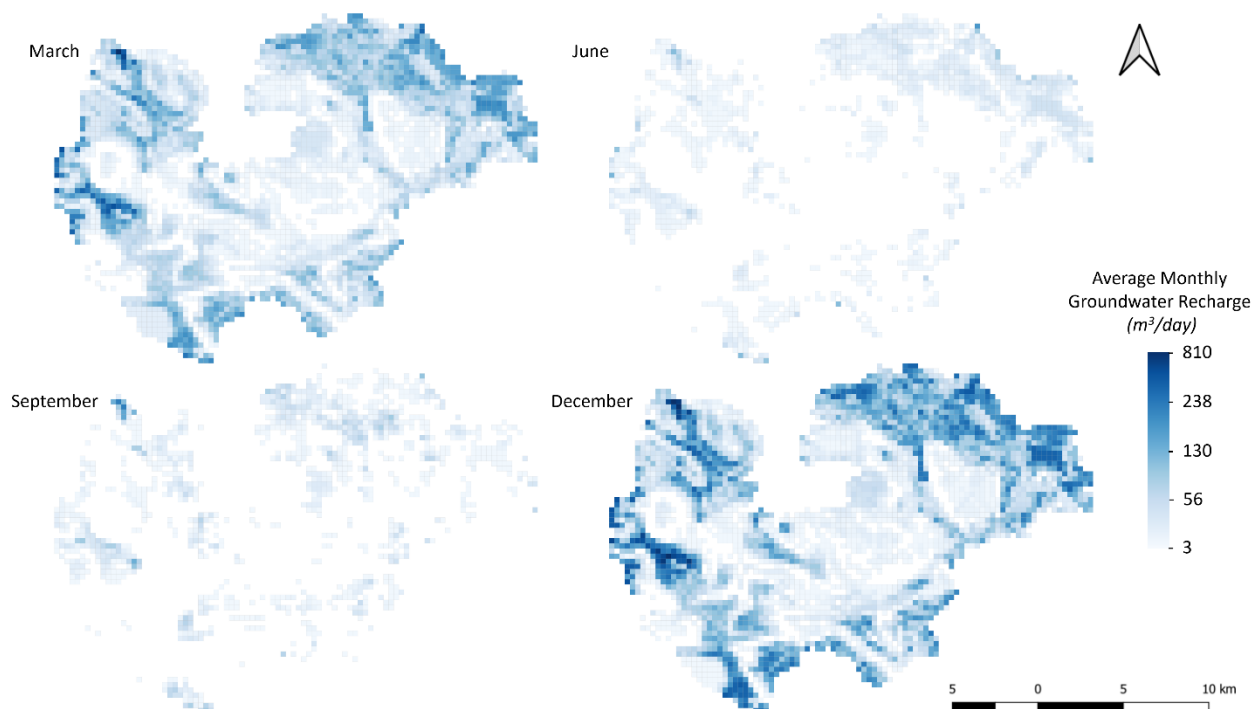 March
June
September
December
Average Monthly
Groundwater Recharge
(m³/day)
810
238
130
56
3
5 0 5 10 km